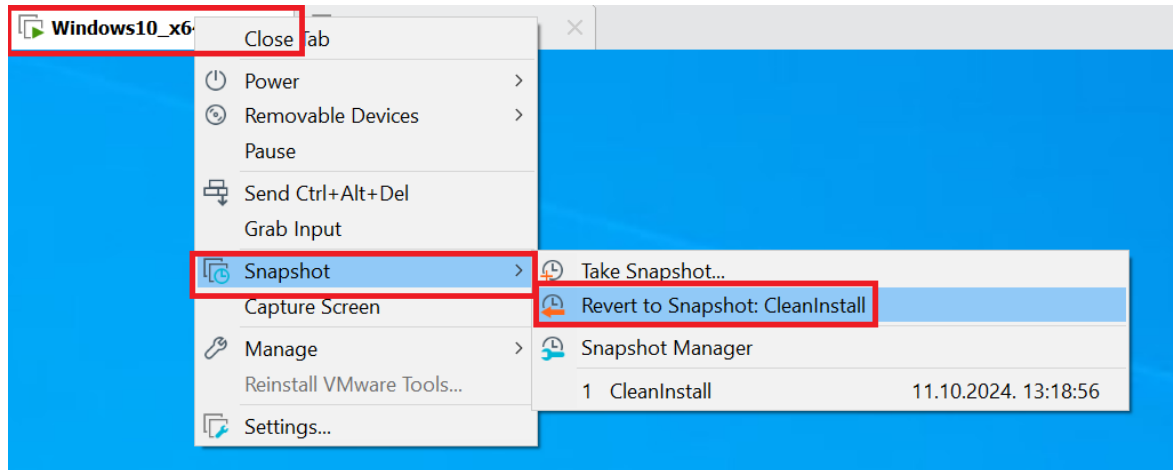 Windows10_x6
Close Tab
Power
Removable Devices
Pause
Send Ctrl+Alt+Del
Grab Input
Snapshot
Take Snapshot...
Revert to Snapshot: CleanInstall
Capture Screen
Manage
Snapshot Manager
Reinstall VMware Tools...
1 CleanInstall 11.10.2024. 13:18:56
Settings...